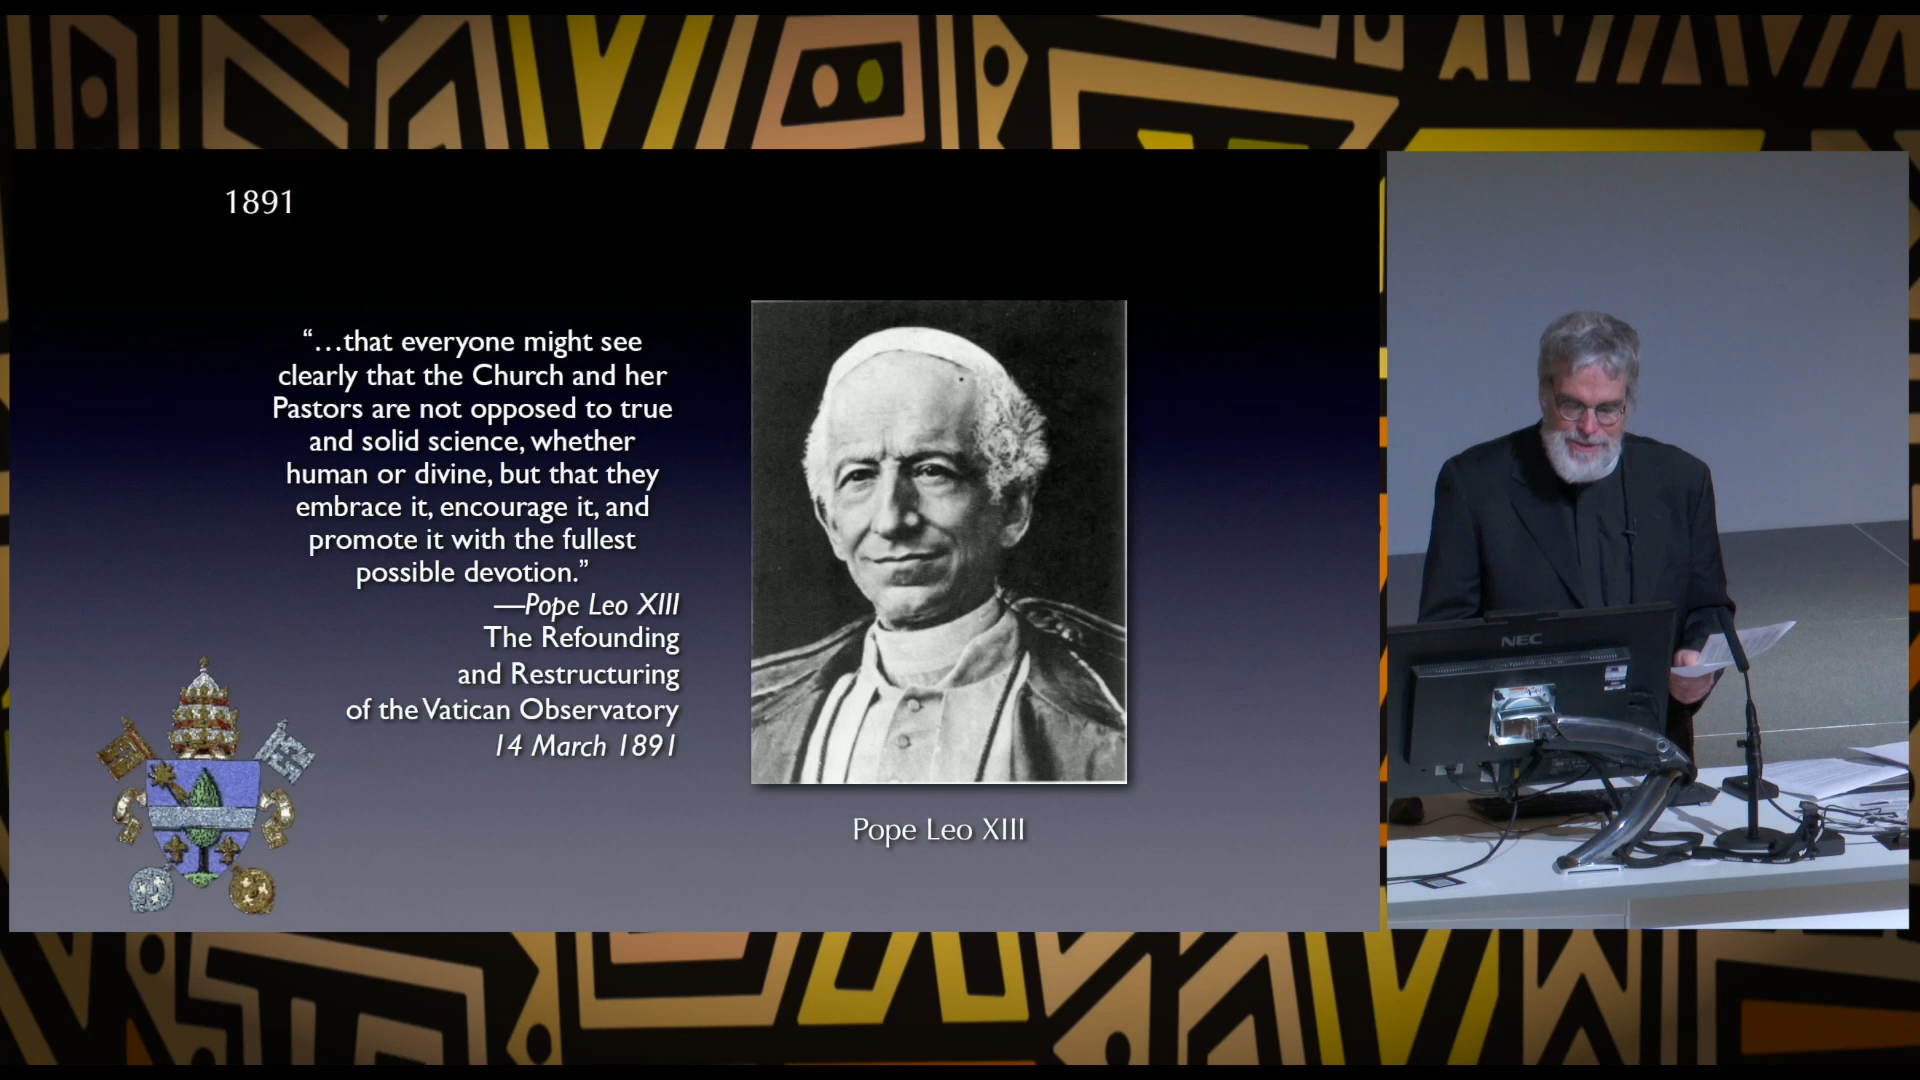 1891
“…that everyone might see
clearly that the Church and her
Pastors are not opposed to true
and solid science, whether
human or divine, but that they
embrace it, encourage it, and
promote it with the fullest
possible devotion.”
—Pope Leo XIII
The Refounding
and Restructuring
of the Vatican Observatory
14 March 1891
Pope Leo XIII
NEC